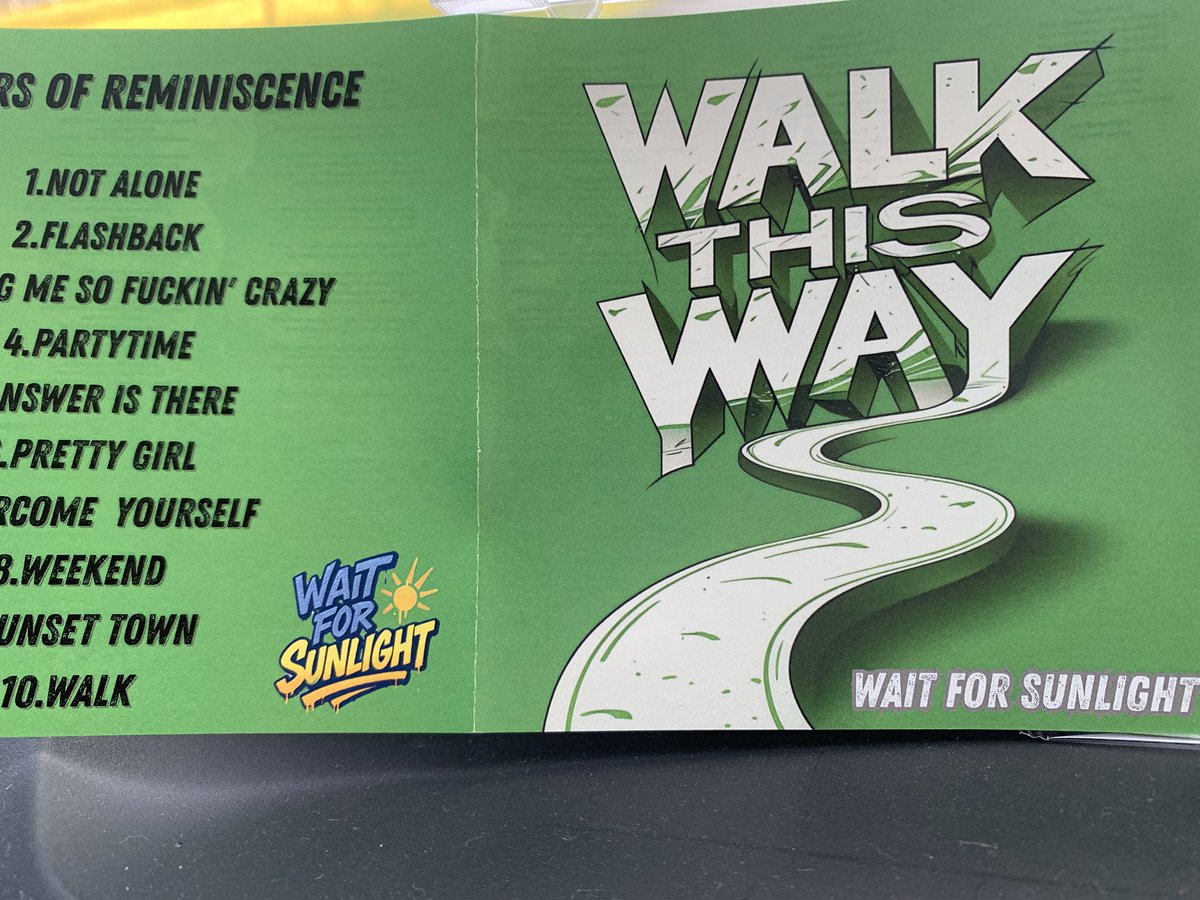 RS OF REMINISCENCE
1.NOT ALONE
2.FLASHBACK
G ME SO FUCKIN' CRAZY
4.PARTYTIME
NSWER IS THERE
.PRETTY GIRL
RCOME YOURSELF
8.WEEKEND
UNSET TOWN
10.WALK
WAIT
FOR
SUNLIGHT
WALK
THIS
WAY
WAIT FOR SUNLIGHT